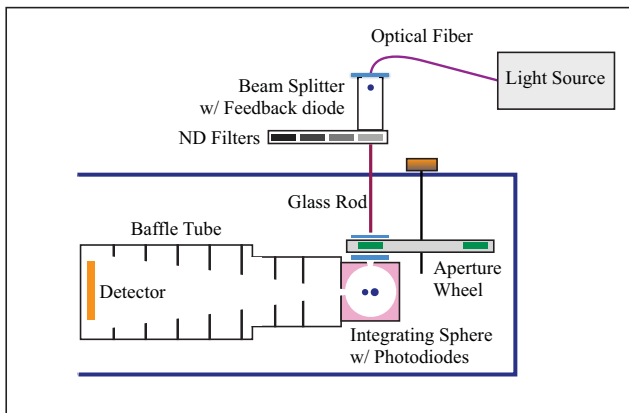 Optical Fiber
Light Source
Beam Splitter
w/ Feedback diode
ND Filters
Glass Rod
Baffle Tube
Detector
Aperture
Wheel
Integrating Sphere
w/ Photodiodes